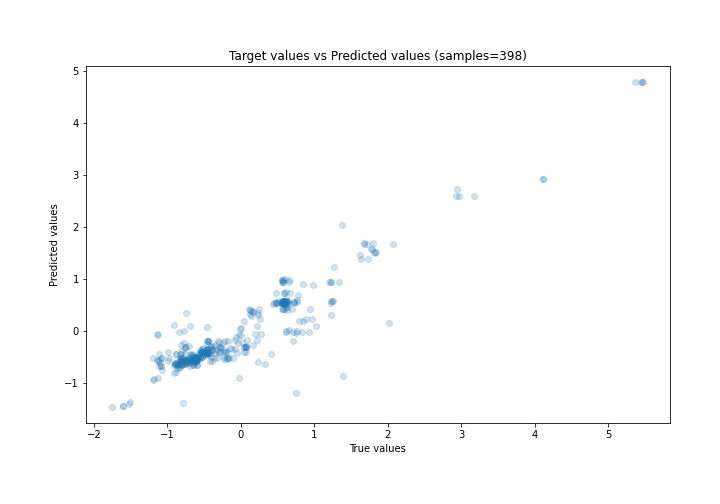 Target values vs Predicted values (samples=398)
5
4
3
2
1
0
−1
Predicted values
−2 −1 0 1 2 3 4 5
True values